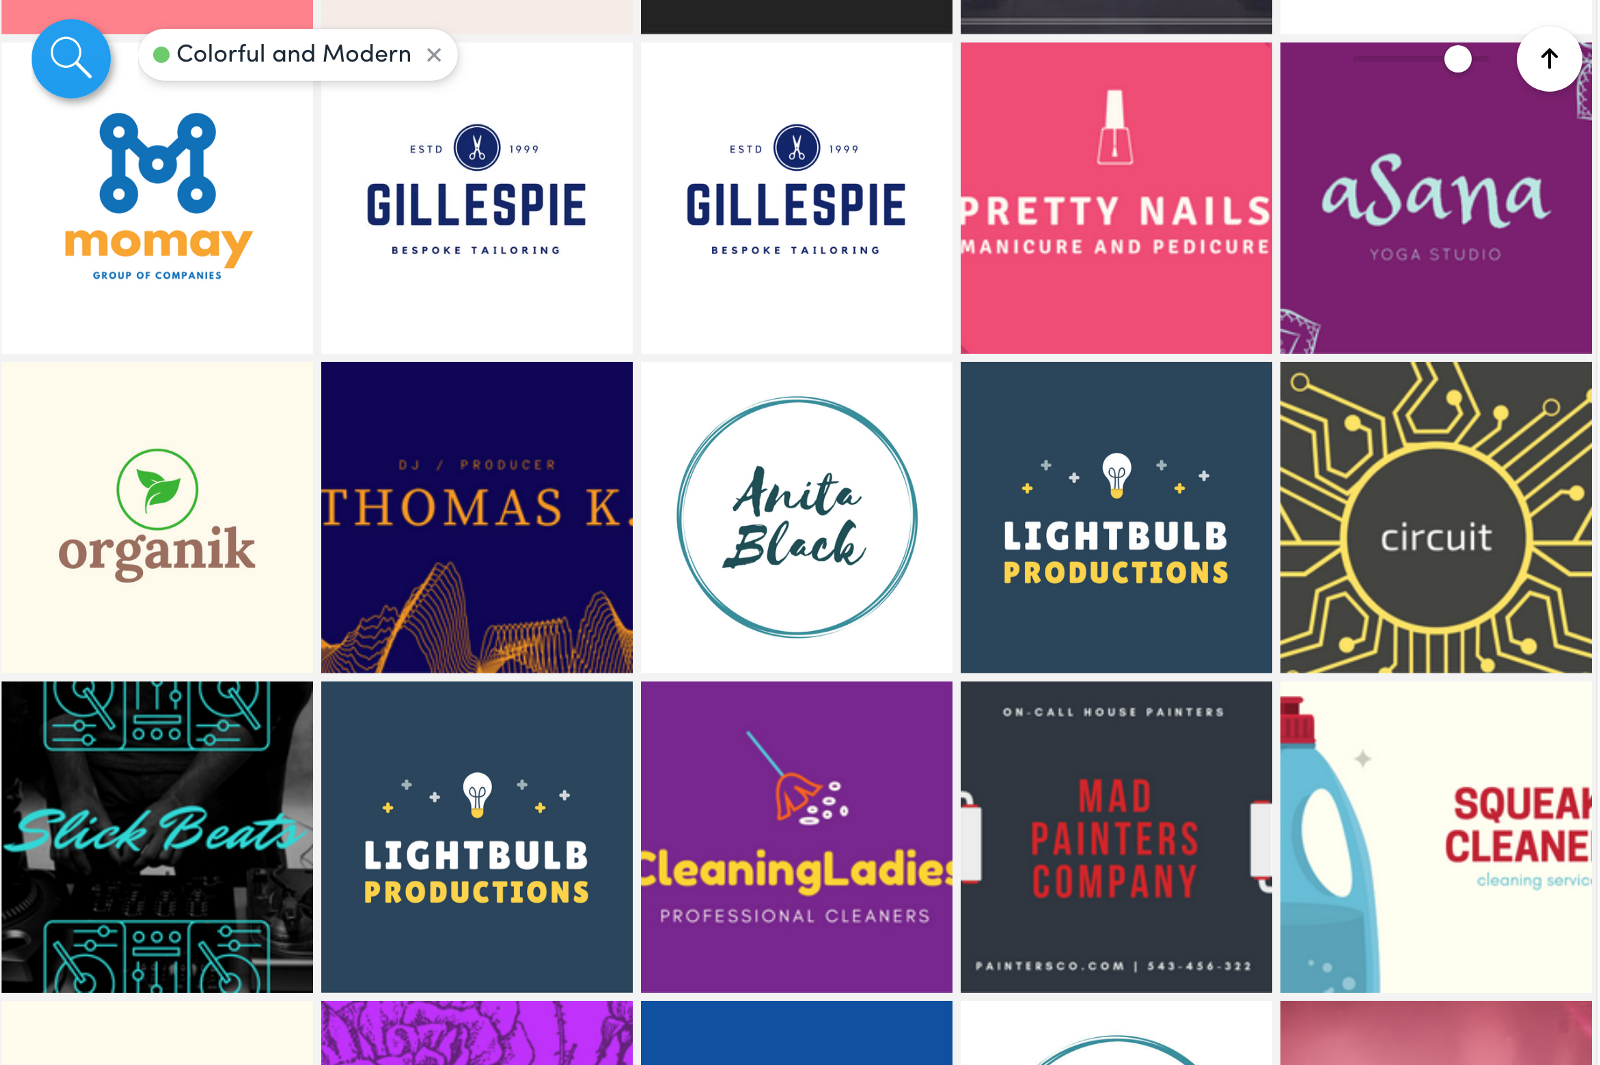 Colorful and Modern
momay
GROUP OF COMPANIES
ESTD 1999
GILLESPIE
BESPOKE TAILORING
ESTD 1999
GILLESPIE
BESPOKE TAILORING
PRETTY NAILS
MANICURE AND PEDICURE
aSana
YOGA STUDIO
organik
DJ / PRODUCER
THOMAS K.
Anita
Black
LIGHTBULB
PRODUCTIONS
circuit
Slick Beats
LIGHTBULB
PRODUCTIONS
CleaningLadies
PROFESSIONAL CLEANERS
ON-CALL HOUSE PAINTERS
MAD
PAINTERS
COMPANY
PAINTERSCO.COM | 543-456-322
SQUEAK
CLEANE
cleaning servic